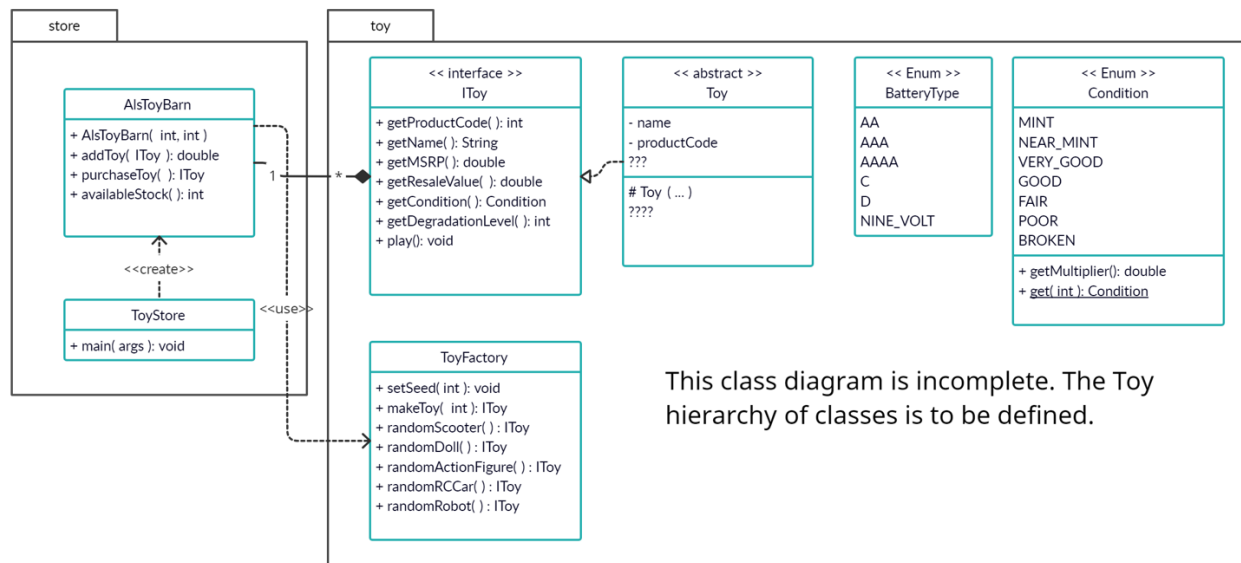 store
AlsToyBarn
+ AlsToyBarn( int, int )
+ addToy( IToy ): double
+ purchaseToy( ): IToy
+ availableStock( ): int
<<create>>
ToyStore
+ main( args ): void
<<use>>
1
*
toy
<< interface >>
IToy
+ getProductCode( ): int
+ getName( ): String
+ getMSRP( ): double
+ getResaleValue( ): double
+ getCondition( ): Condition
+ getDegradationLevel( ): int
+ play(): void
<< abstract >>
Toy
- name
- productCode
???
# Toy ( ... )
????
<< Enum >>
BatteryType
AA
AAA
AAAA
C
D
NINE_VOLT
<< Enum >>
Condition
MINT
NEAR_MINT
VERY_GOOD
GOOD
FAIR
POOR
BROKEN
+ getMultiplier(): double
+ get( int ): Condition
ToyFactory
+ setSeed( int ): void
+ makeToy( int ): IToy
+ randomScooter( ) : IToy
+ randomDoll( ) : IToy
+ randomActionFigure( ) : IToy
+ randomRCCar( ) : IToy
+ randomRobot( ) : IToy
This class diagram is incomplete. The Toy
hierarchy of classes is to be defined.